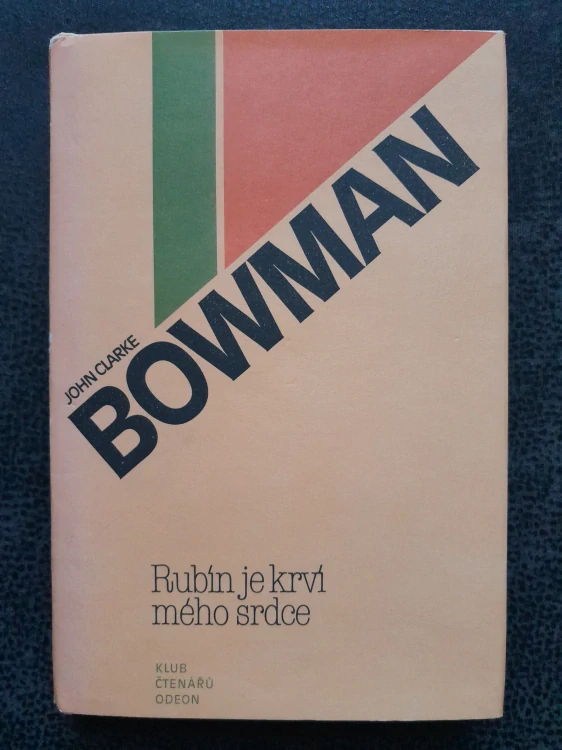 JOHN CLARKE
BOWMAN
Rubín je krví
mého srdce
KLUB
ČTENÁŘŮ
ODEON